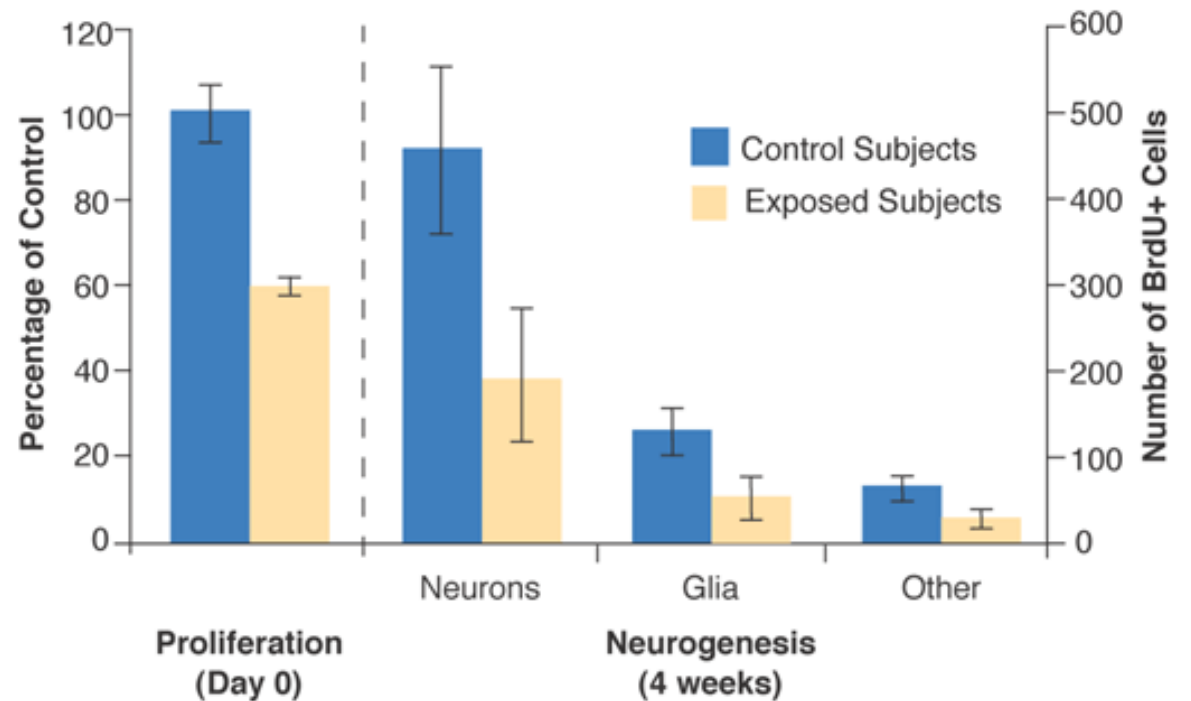 Percentage of Control
120
100
80
60
40
20
0
Control Subjects
Exposed Subjects
600
500
400
300
200
100
0
Number of BrdU+ Cells
Neurons
Glia
Other
Proliferation
(Day 0)
Neurogenesis
(4 weeks)